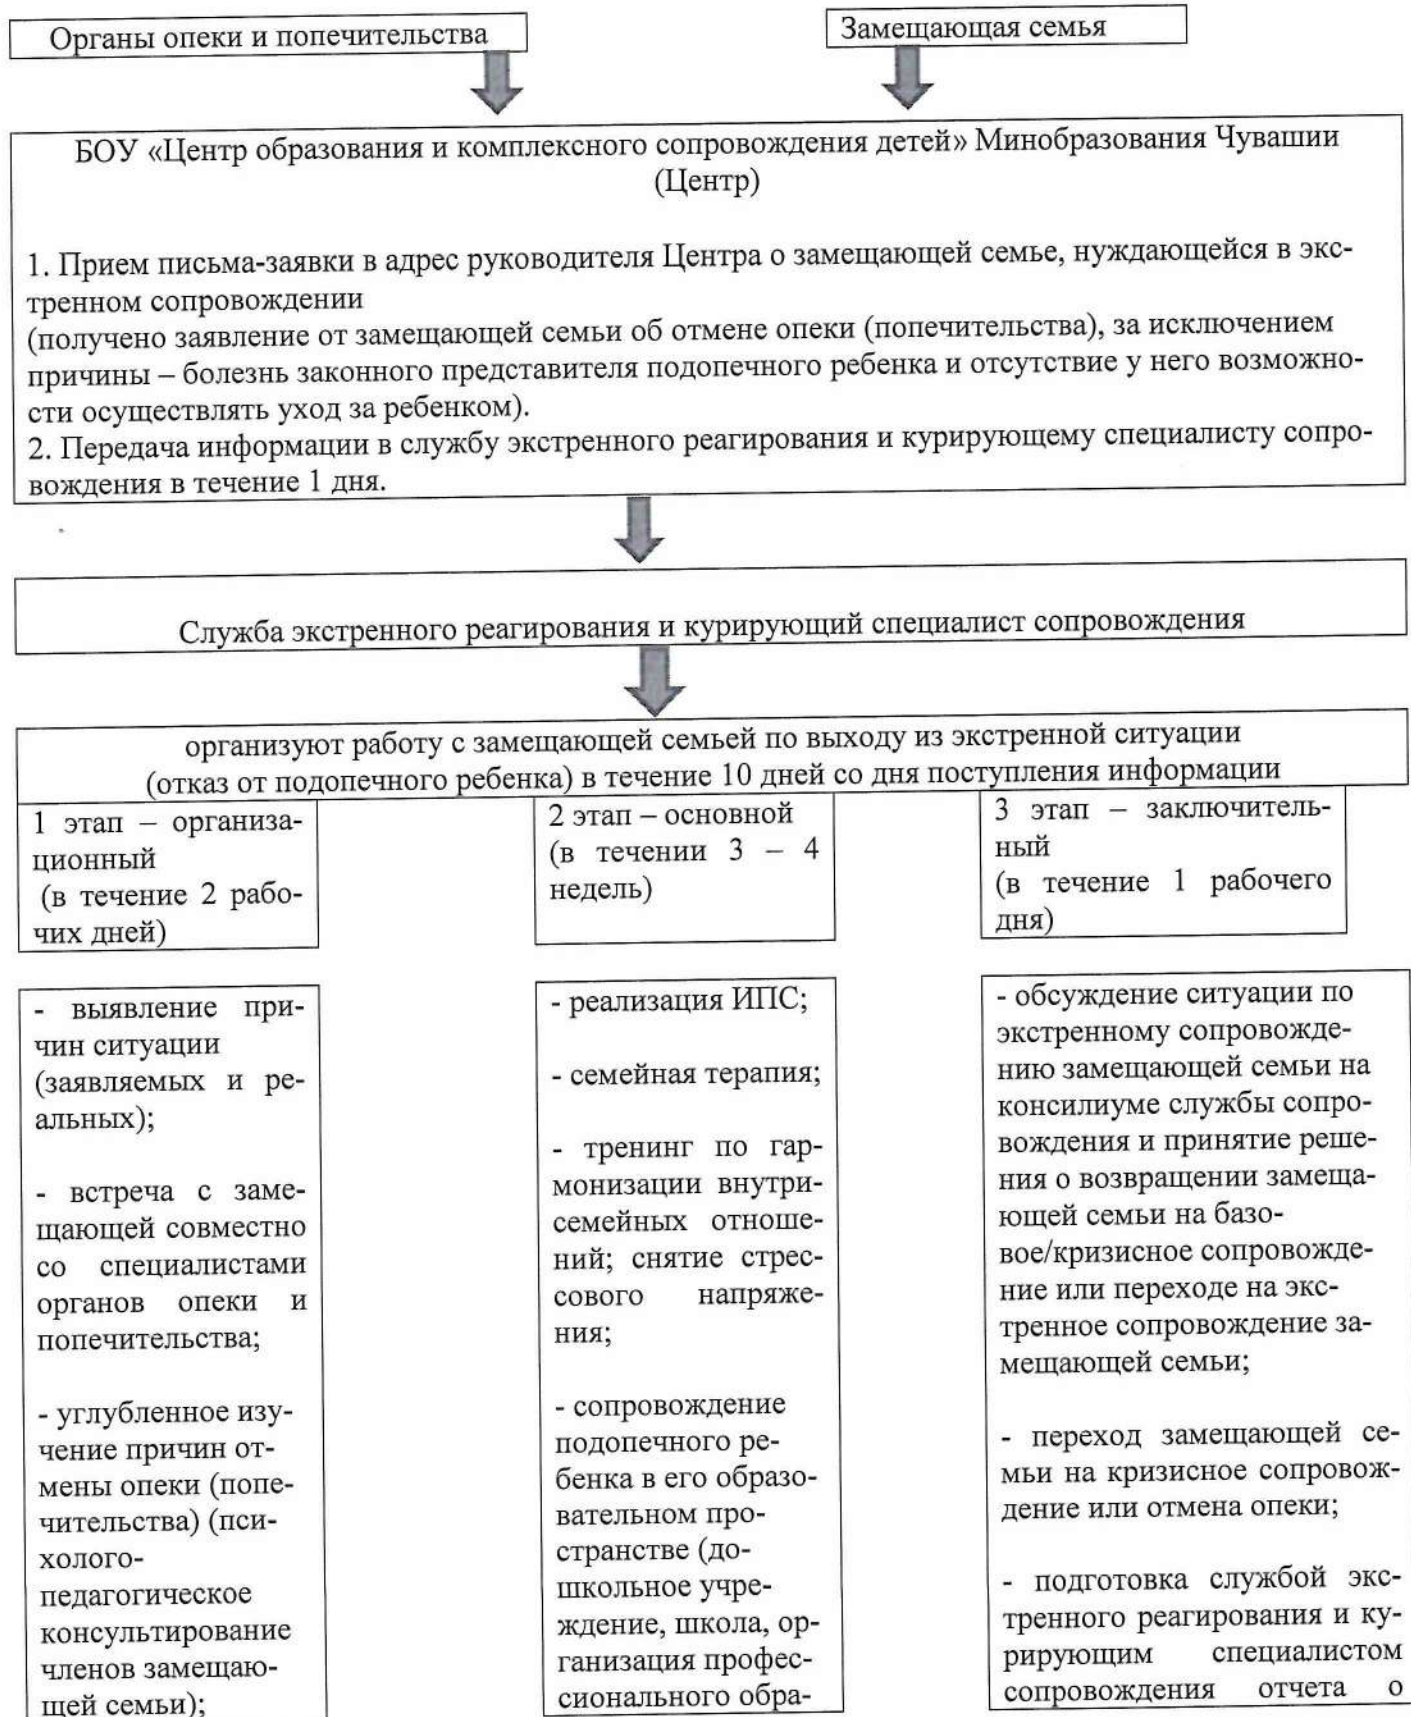 Органы опеки и попечительства
Замещающая семья
БОУ «Центр образования и комплексного сопровождения детей» Минобразования Чувашии
(Центр)
1. Прием письма-заявки в адрес руководителя Центра о замещающей семье, нуждающейся в экс-
тренном сопровождении
(получено заявление от замещающей семьи об отмене опеки (попечительства), за исключением
причины – болезнь законного представителя подопечного ребенка и отсутствие у него возможно-
сти осуществлять уход за ребенком).
2. Передача информации в службу экстренного реагирования и курирующему специалисту сопро-
вождения в течение 1 дня.
Служба экстренного реагирования и курирующий специалист сопровождения
организуют работу с замещающей семьей по выходу из экстренной ситуации
(отказ от подопечного ребенка) в течение 10 дней со дня поступления информации
1 этап – организа-
ционный
(в течение 2 рабо-
чих дней)
2 этап – основной
(в течении 3 – 4
недель)
3 этап – заключитель-
ный
(в течение 1 рабочего
дня)
- выявление при-
чин ситуации
(заявляемых и ре-
альных);
- встреча с заме-
щающей совместно
со специалистами
органов опеки и
попечительства;
- углубленное изу-
чение причин от-
мены опеки (попе-
чительства) (пси-
холого-
педагогическое
консультирование
членов замещаю-
щей семьи);
- реализация ИПС;
- семейная терапия;
- тренинг по гар-
монизации внутри-
семейных отноше-
ний; снятие стрес-
сового напряже-
ния;
- сопровождение
подопечного ре-
бенка в его образо-
вательном про-
странстве (до-
школьное учре-
ждение, школа, ор-
ганизация профес-
сионального обра-
- обсуждение ситуации по
экстренному сопровожде-
нию замещающей семьи на
консилиуме службы сопро-
вождения и принятие реше-
ния о возвращении замеща-
ющей семьи на базо-
вое/кризисное сопровожде-
ние или переходе на экс-
тренное сопровождение за-
мещающей семьи;
- переход замещающей се-
мьи на кризисное сопровож-
дение или отмена опеки;
- подготовка службой экс-
тренного реагирования и ку-
рирующим специалистом
сопровождения отчета о